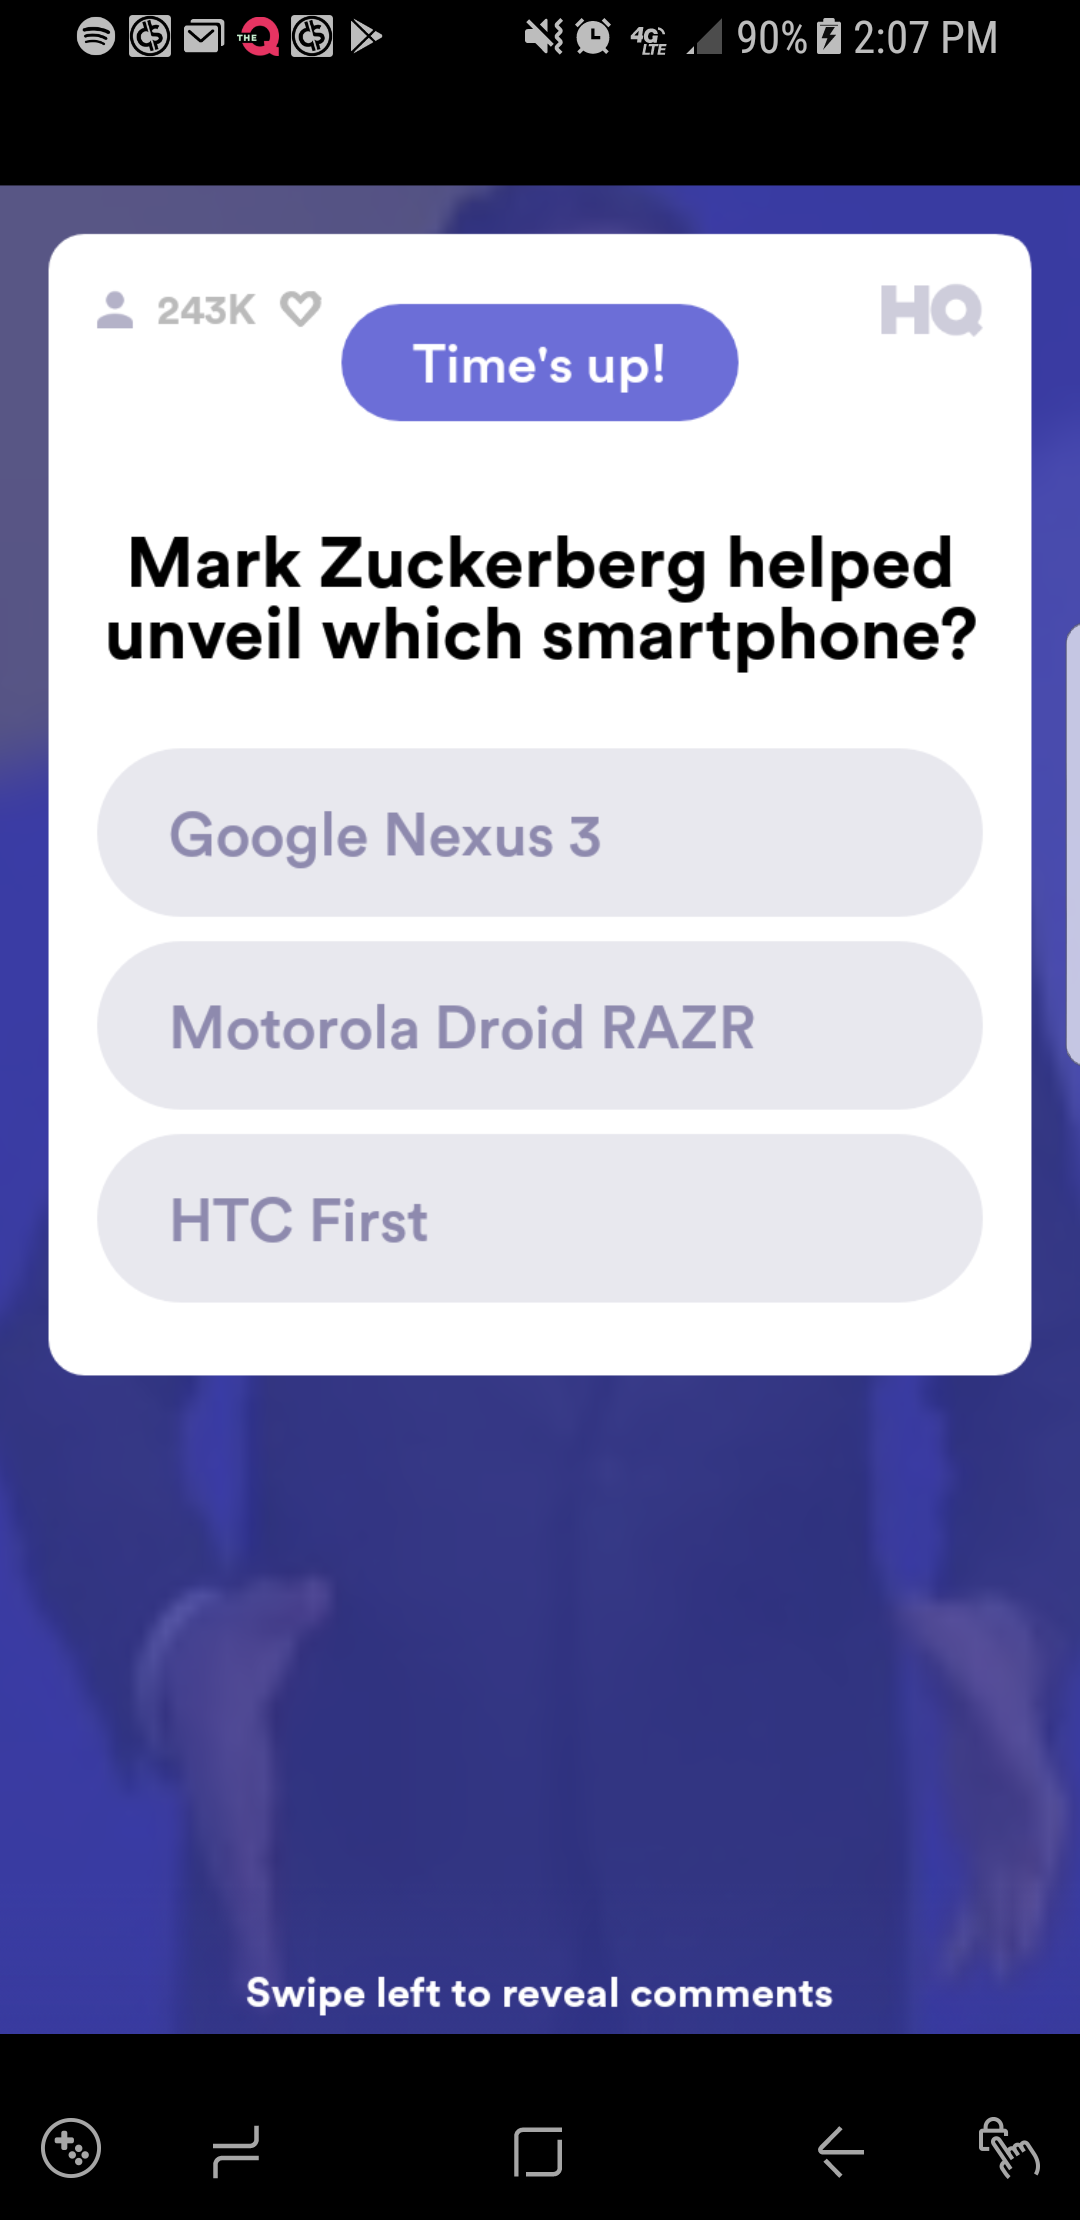 THE Q 4G LTE 90% 2:07 PM
243K HQ
Time's up!
Mark Zuckerberg helped
unveil which smartphone?
Google Nexus 3
Motorola Droid RAZR
HTC First
Swipe left to reveal comments